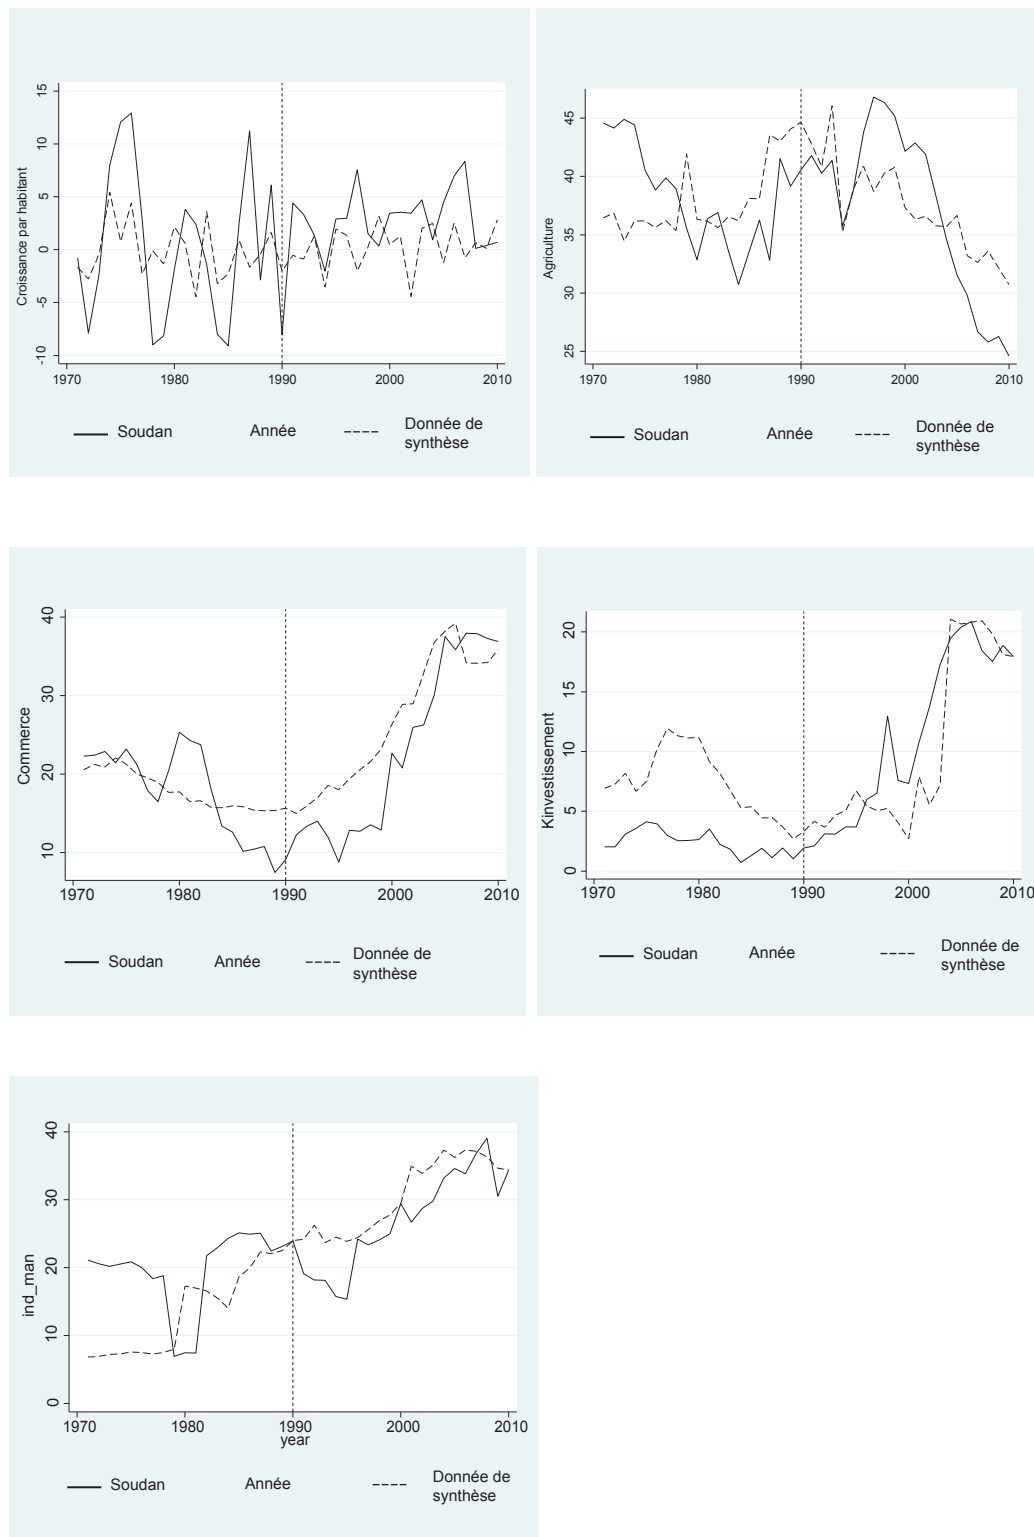 Croissance par habitant
15
10
5
0
-5
-10
1970
1980
1990
2000
2010
Soudan
Année
Donnée de
synthèse
Agriculture
45
40
35
30
25
1970
1980
1990
2000
2010
Soudan
Année
Donnée de
synthèse
Commerce
40
30
20
10
1970
1980
1990
2000
2010
Soudan
Année
Donnée de
synthèse
Kinvestissement
20
15
10
5
0
1970
1980
1990
2000
2010
Soudan
Année
Donnée de
synthèse
ind_man
40
30
20
10
0
1970
1980
1990
2000
2010
year
Soudan
Année
Donnée de
synthèse